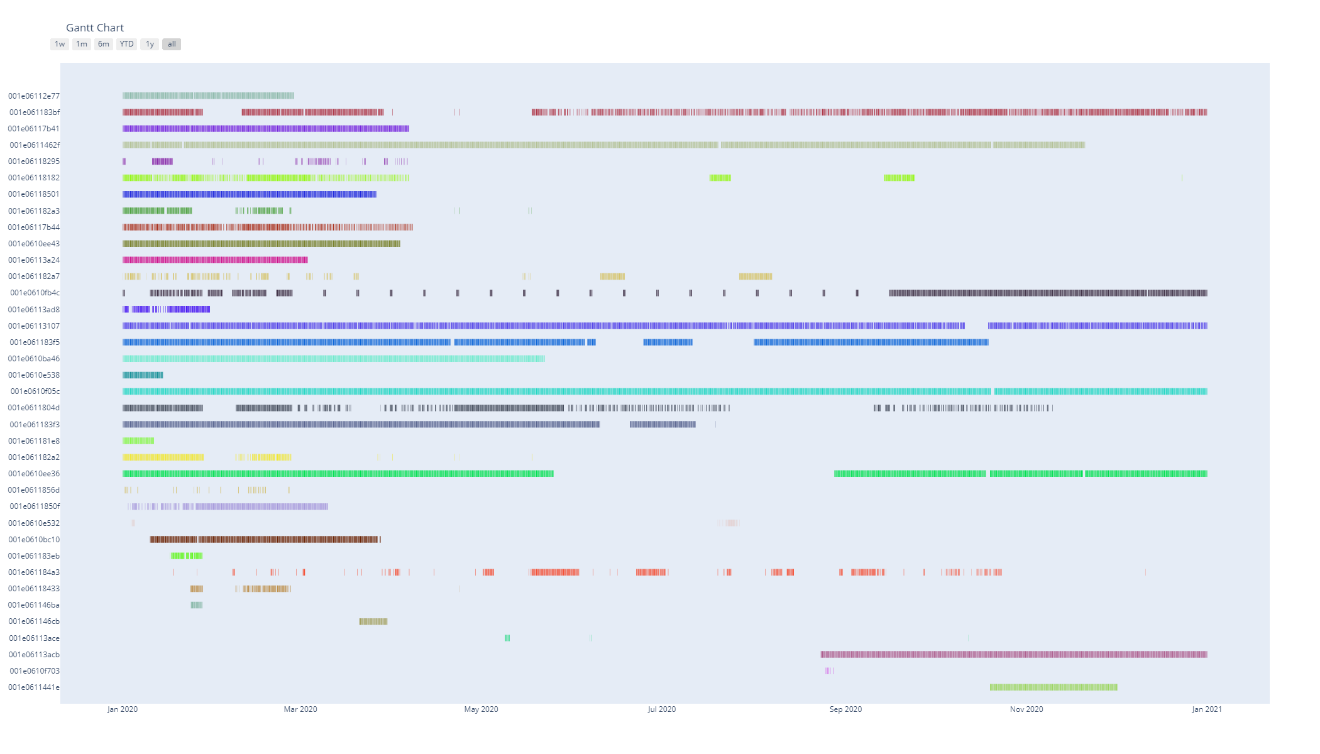 Gantt Chart
1w 1m 6m YTD 1y all
001e06112e77
001e061183bf
001e06117b41
001e0611462f
001e06118295
001e06118182
001e06118501
001e061182a3
001e06117b44
001e0610ee43
001e06113a24
001e061182a7
001e0610fb4c
001e06113ad8
001e06113107
001e061183f5
001e0610ba46
001e0610e538
001e0610f05c
001e0611804d
001e061183f3
001e061181e8
001e061182a2
001e0610ee36
001e0611856d
001e0611850f
001e0610e532
001e0610bc10
001e061183eb
001e061184a3
001e06118433
001e061146ba
001e061146cb
001e06113ace
001e06113acb
001e0610f703
001e0611441e
Jan 2020 Mar 2020 May 2020 Jul 2020 Sep 2020 Nov 2020 Jan 2021